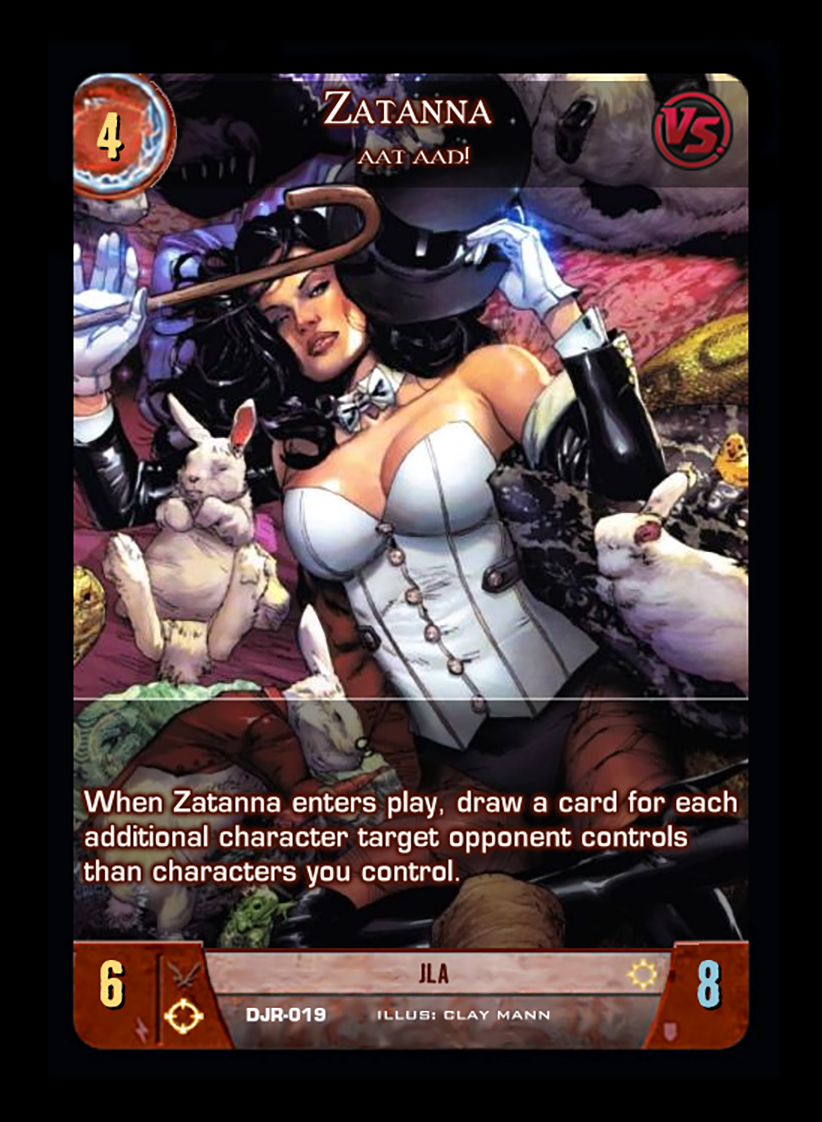 4
ZATANNA
VS.
AAT AAD!
When Zatanna enters play, draw a card for each
additional character target opponent controls
than characters you control.
6
JLA
8
DJR-019 ILLUS: CLAY MANN